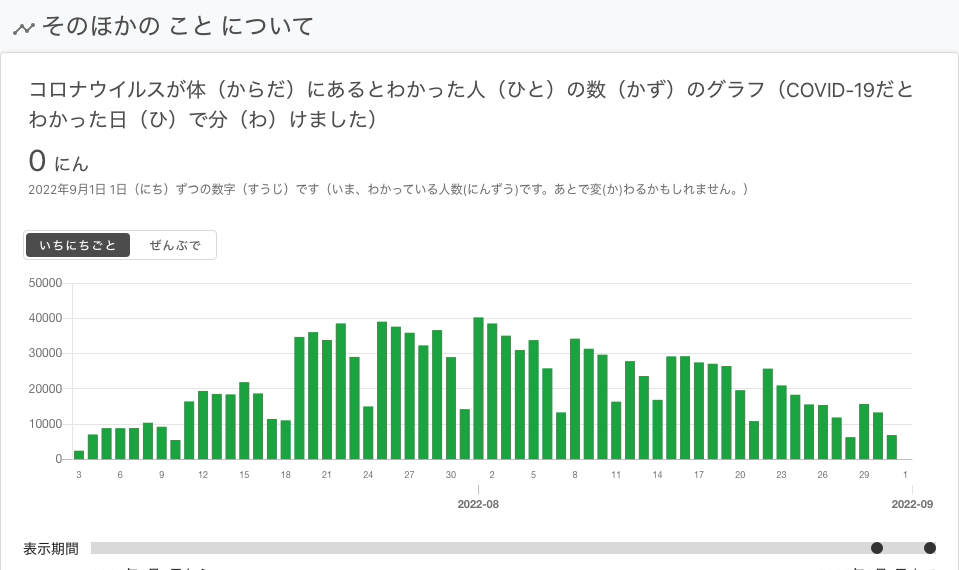 そのほかの こと について
コロナウイルスが体（からだ）にあるとわかった人（ひと）の数（かず）のグラフ（COVID-19だと
わかった日（ひ）で分（わ）けました）
0 にん
2022年9月1日 1日（にち）ずつの数字（すうじ）です（いま、わかっている人数(にんずう)です。あとで変(か)わるかもしれません。）
いちにちごと ぜんぶで
50000
40000
30000
20000
10000
0
3 6 9 12 15 18 21 24 27 30 2 5 8 11 14 17 20 23 26 29 1
2022-08 2022-09
表示期間